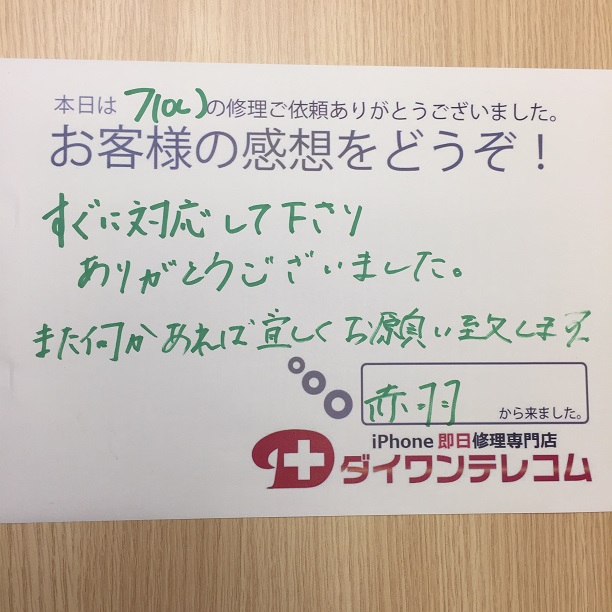 本日は 7(OL)の修理ご依頼ありがとうございました。
お客様の感想をどうぞ！
すぐに対応して下さり
ありがとうございました。
また何かあれば宜しくお願い致します
赤羽 から来ました。
iPhone 即日修理専門店
ダイワンテレコム